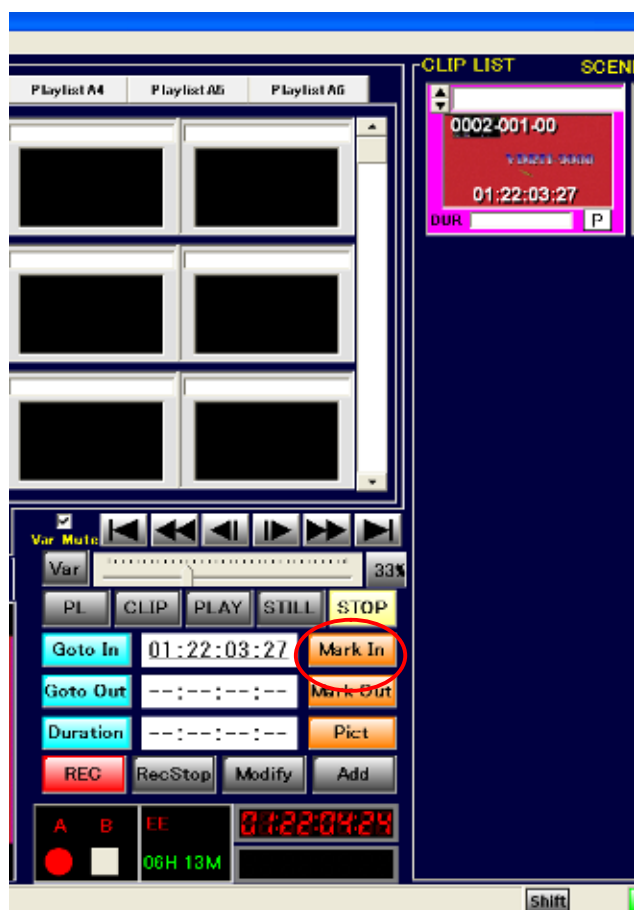 CLIP LIST SCEN
Playlist A4 Playlist A5 Playlist A6
0002-001-00
01:22:03:27
DUR P
Var Mute
Var 33%
PL CLIP PLAY STILL STOP
Goto In 01:22:03:27 Mark In
Goto Out --:--:--:-- Mark Out
Duration --:--:--:-- Pict
REC RecStop Modify Add
A B EE 01:22:04:24
06H 13M
Shift